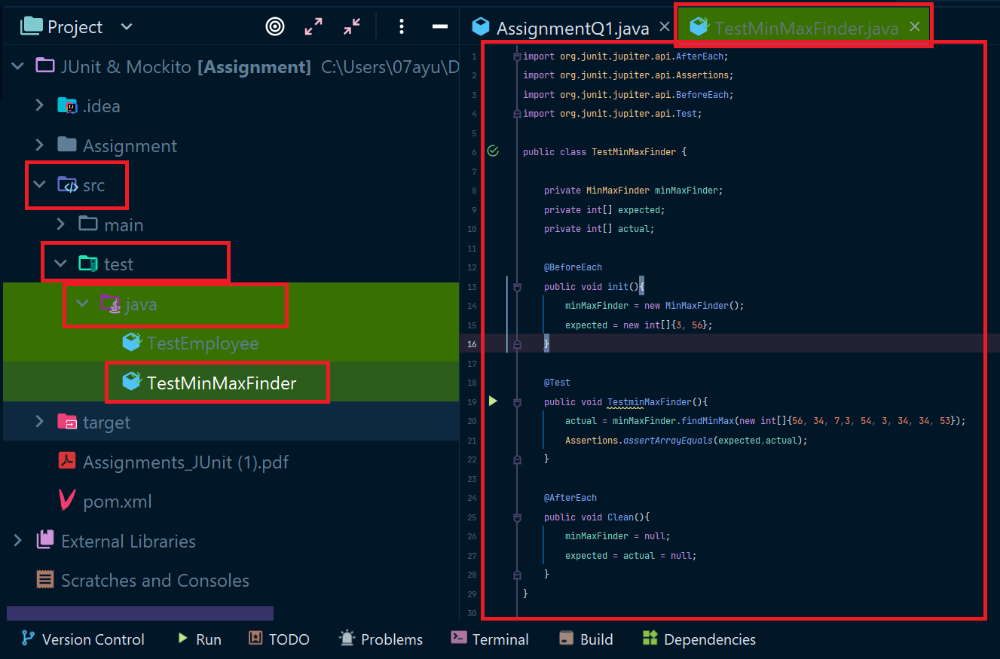 Project
JUnit & Mockito [Assignment] C:\Users\07ayu\D
.idea
Assignment
src
main
test
java
TestEmployee
TestMinMaxFinder
target
Assignments_JUnit (1).pdf
pom.xml
External Libraries
Scratches and Consoles
AssignmentQ1.java
TestMinMaxFinder.java
1 import org.junit.jupiter.api.AfterEach;
2 import org.junit.jupiter.api.Assertions;
3 import org.junit.jupiter.api.BeforeEach;
4 import org.junit.jupiter.api.Test;
5
6 public class TestMinMaxFinder {
7
8 private MinMaxFinder minMaxFinder;
9 private int[] expected;
10 private int[] actual;
11
12 @BeforeEach
13 public void init(){
14 minMaxFinder = new MinMaxFinder();
15 expected = new int[]{3, 56};
16 }
17
18 @Test
19 public void TestminMaxFinder(){
20 actual = minMaxFinder.findMinMax(new int[]{56, 34, 7,3, 54, 3, 34, 34, 53});
21 Assertions.assertArrayEquals(expected,actual);
22 }
23
24 @AfterEach
25 public void Clean(){
26 minMaxFinder = null;
27 expected = actual = null;
28 }
29 }
30
Version Control Run TODO Problems Terminal Build Dependencies